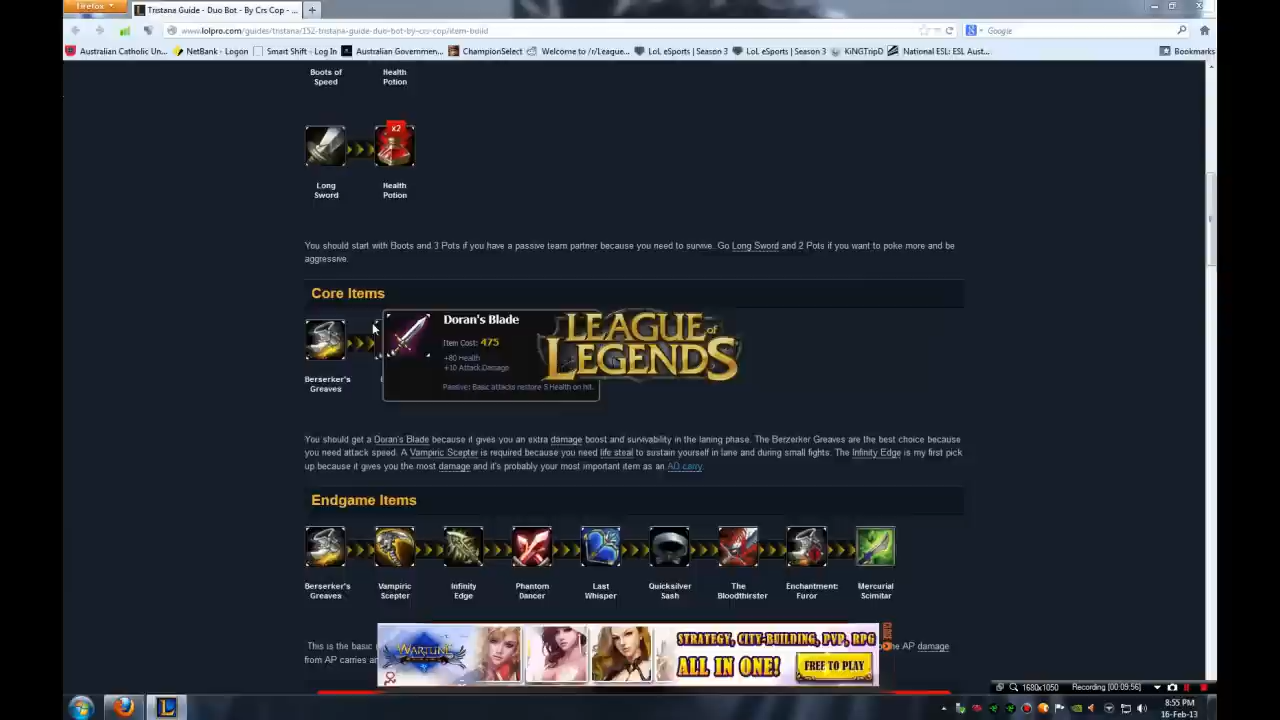 Firefox
Tristana Guide - Duo Bot - By Crs Cop - ...
www.lolpro.com/guides/tristana/152-tristana-guide-duo-bot-by-crs-cop/item-build
Google
Australian Catholic Un...
NetBank - Logon
Smart Shift - Log In
Australian Governmen...
ChampionSelect
Welcome to /r/League...
LoL eSports | Season 3
LoL eSports | Season 3
KiNGTripD
National ESL: ESL Aust...
Bookmarks
Boots of Speed
Health Potion
x2
Long Sword
Health Potion
You should start with Boots and 3 Pots if you have a passive team partner because you need to survive. Go Long Sword and 2 Pots if you want to poke more and be
aggressive.
Core Items
Doran's Blade
Item Cost: 475
+80 Health
+10 Attack Damage
Passive: Basic attacks restore 5 Health on hit.
LEAGUE of LEGENDS
Berserker's Greaves
You should get a Doran's Blade because it gives you an extra damage boost and survivability in the laning phase. The Berzerker Greaves are the best choice because
you need attack speed. A Vampiric Scepter is required because you need life steal to sustain yourself in lane and during small fights. The Infinity Edge is my first pick
up because it gives you the most damage and it's probably your most important item as an AD carry.
Endgame Items
Berserker's Greaves
Vampiric Scepter
Infinity Edge
Phantom Dancer
Last Whisper
Quicksilver Sash
The Bloodthirster
Enchantment: Furor
Mercurial Scimitar
This is the basic
he AP damage
from AP carries an
WARTUNE
STRATEGY, CITY-BUILDING, PVP, RPG
ALL IN ONE!
FREE TO PLAY
CLOSE
1680x1050
Recording [00:09:56]
8:55 PM
16-Feb-13